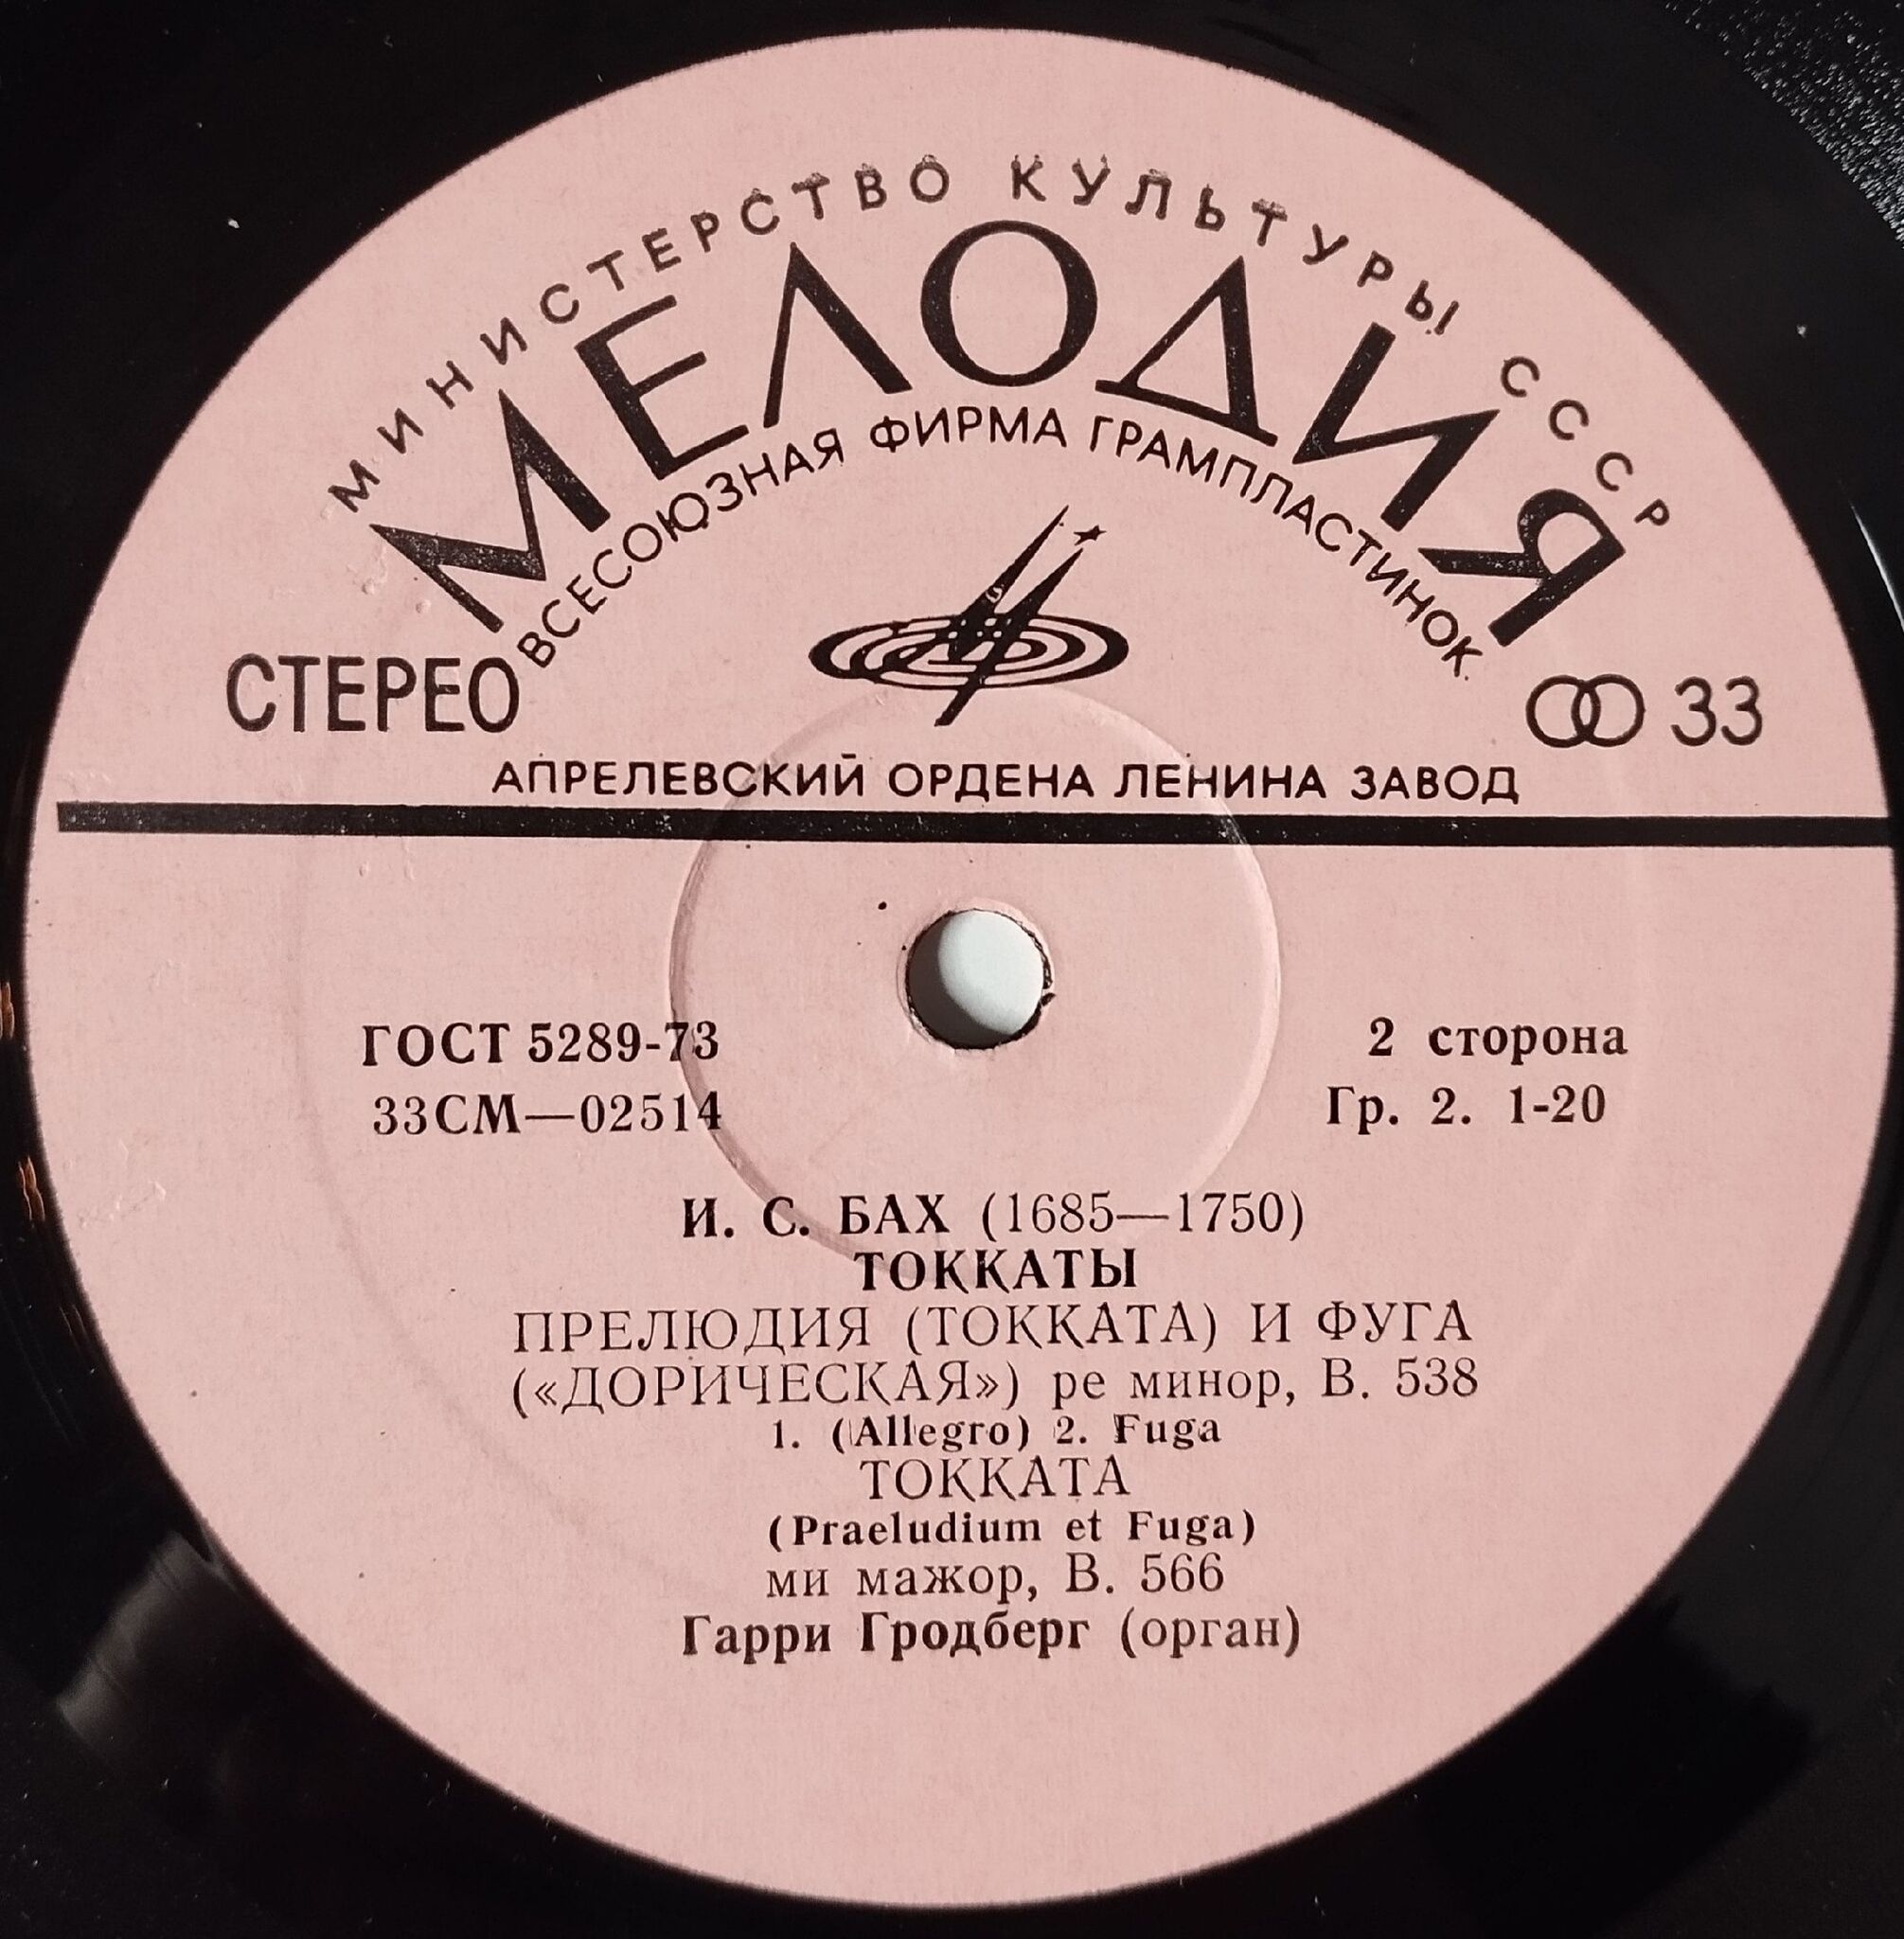 МИНИСТЕРСТВО КУЛЬТУРЫ СССР
МЕЛОДИЯ
ВСЕСОЮЗНАЯ ФИРМА ГРАМПЛАСТИНОК
СТЕРЕО
33
АПРЕЛЕВСКИЙ ОРДЕНА ЛЕНИНА ЗАВОД
ГОСТ 5289-73
2 сторона
33СМ—02514
Гр. 2. 1-20
И. С. БАХ (1685—1750)
ТОККАТЫ
ПРЕЛЮДИЯ (ТОККАТА) И ФУГА
(«ДОРИЧЕСКАЯ») ре минор, В. 538
1. (Allegro) 2. Fuga
ТОККАТА
(Praeludium et Fuga)
ми мажор, В. 566
Гарри Гродберг (орган)